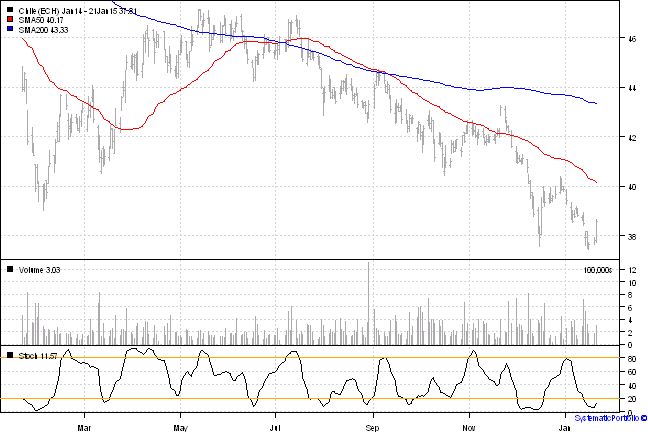 Chile (ECH) Jan14 - 21Jan15 37.81
SMA50 40.17
SMA200 43.33
46
44
42
40
38
Volume 3.03
100,000s
12
10
8
6
4
2
0
Stoch 11.57
80
60
40
20
0
Mar
May
Jul
Sep
Nov
Jan
SystematicPortfolio ©